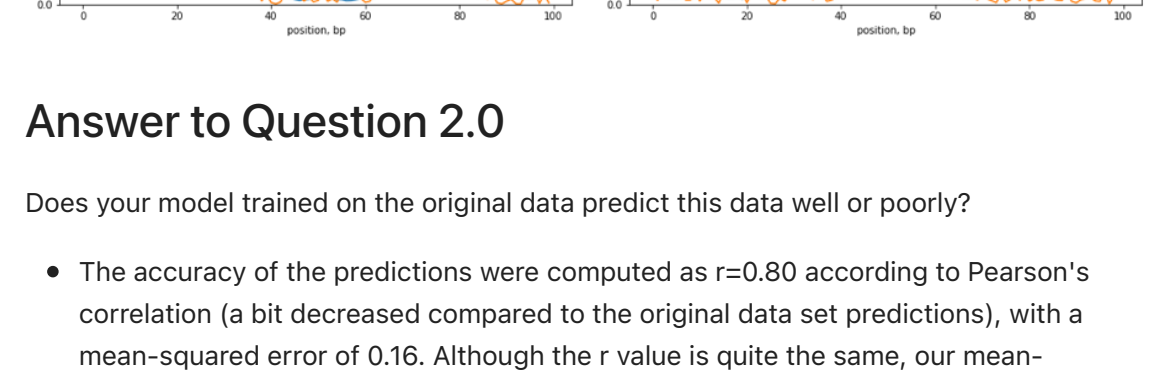 0.0 0.0
0 20 40 60 80 100 0 20 40 60 80 100
position, bp position, bp
Answer to Question 2.0
Does your model trained on the original data predict this data well or poorly?
• The accuracy of the predictions were computed as r=0.80 according to Pearson's
correlation (a bit decreased compared to the original data set predictions), with a
mean-squared error of 0.16. Although the r value is quite the same, our mean-